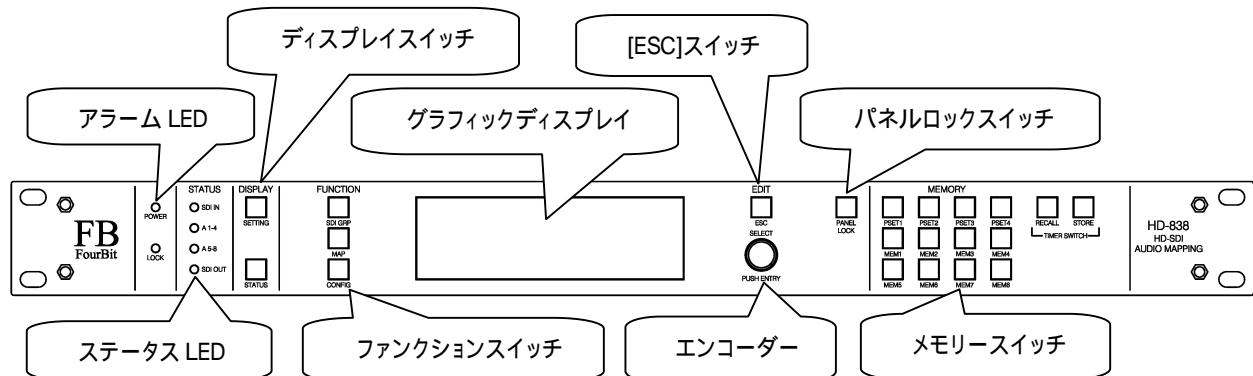 ディスプレイスイッチ
[ESC]スイッチ
アラーム LED
グラフィックディスプレイ
パネルロックスイッチ
STATUS
DISPLAY
FUNCTION
EDIT
MEMORY
FB
FourBit
POWER
LOCK
SDI IN
A 1-4
A 5-8
SDI OUT
SETTING
STATUS
SDI GRP
MAP
CONFIG
ESC
SELECT
PUSH ENTRY
PANEL
LOCK
PSET1 PSET2 PSET3 PSET4
MEM1 MEM2 MEM3 MEM4
MEM5 MEM6 MEM7 MEM8
RECALL STORE
TIMER SWITCH
HD-838
HD-SDI
AUDIO MAPPING
ステータス LED
ファンクションスイッチ
エンコーダー
メモリースイッチ